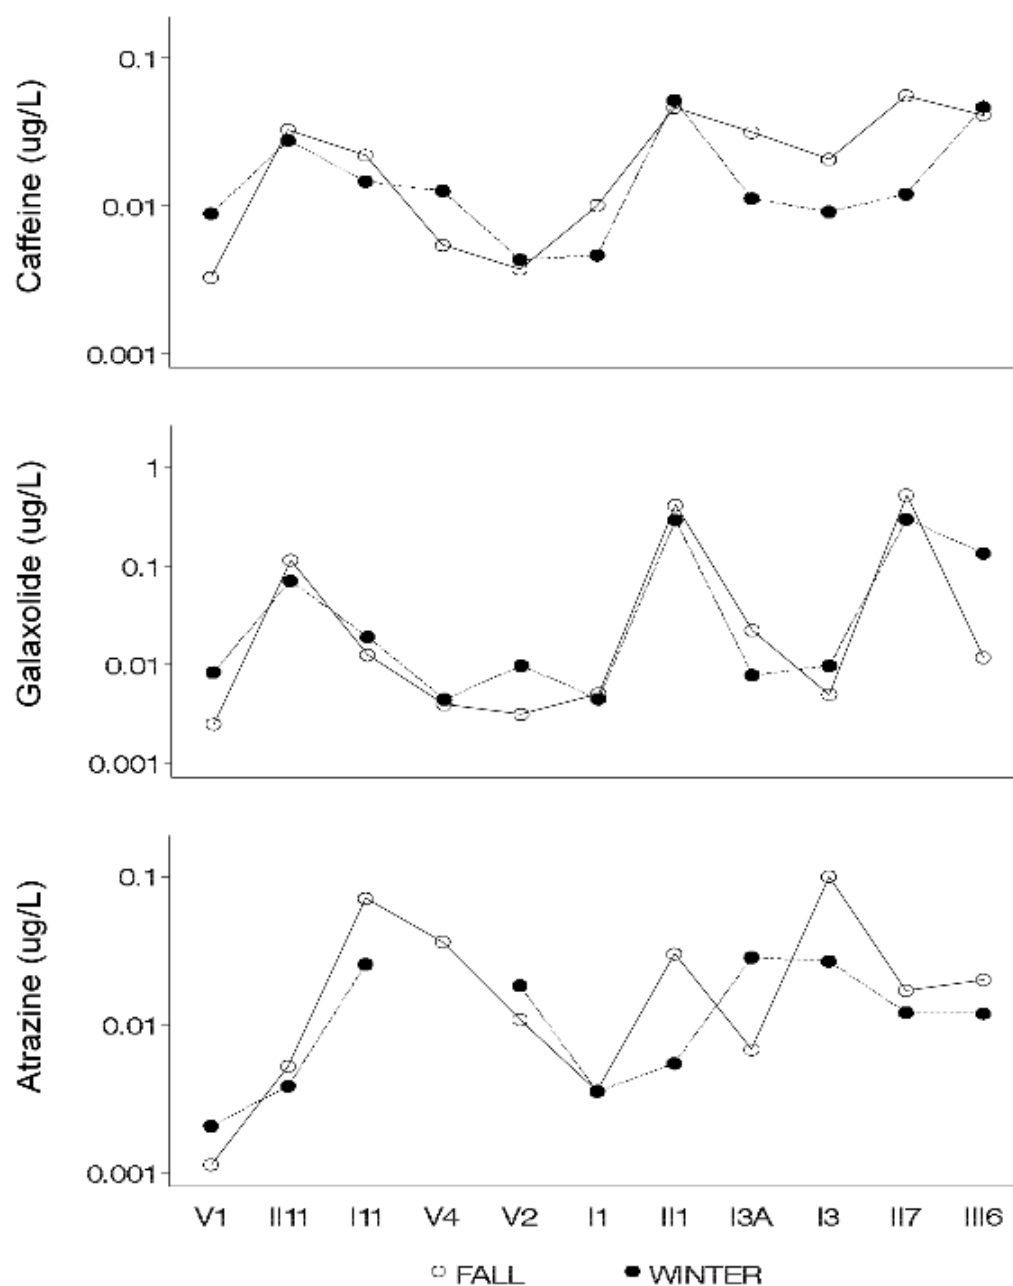 Caffeine (ug/L)
0.1
0.01
0.001
Galaxolide (ug/L)
1
0.1
0.01
0.001
Atrazine (ug/L)
0.1
0.01
0.001
V1 II11 I11 V4 V2 I1 II1 I3A I3 II7 III6
FALL WINTER